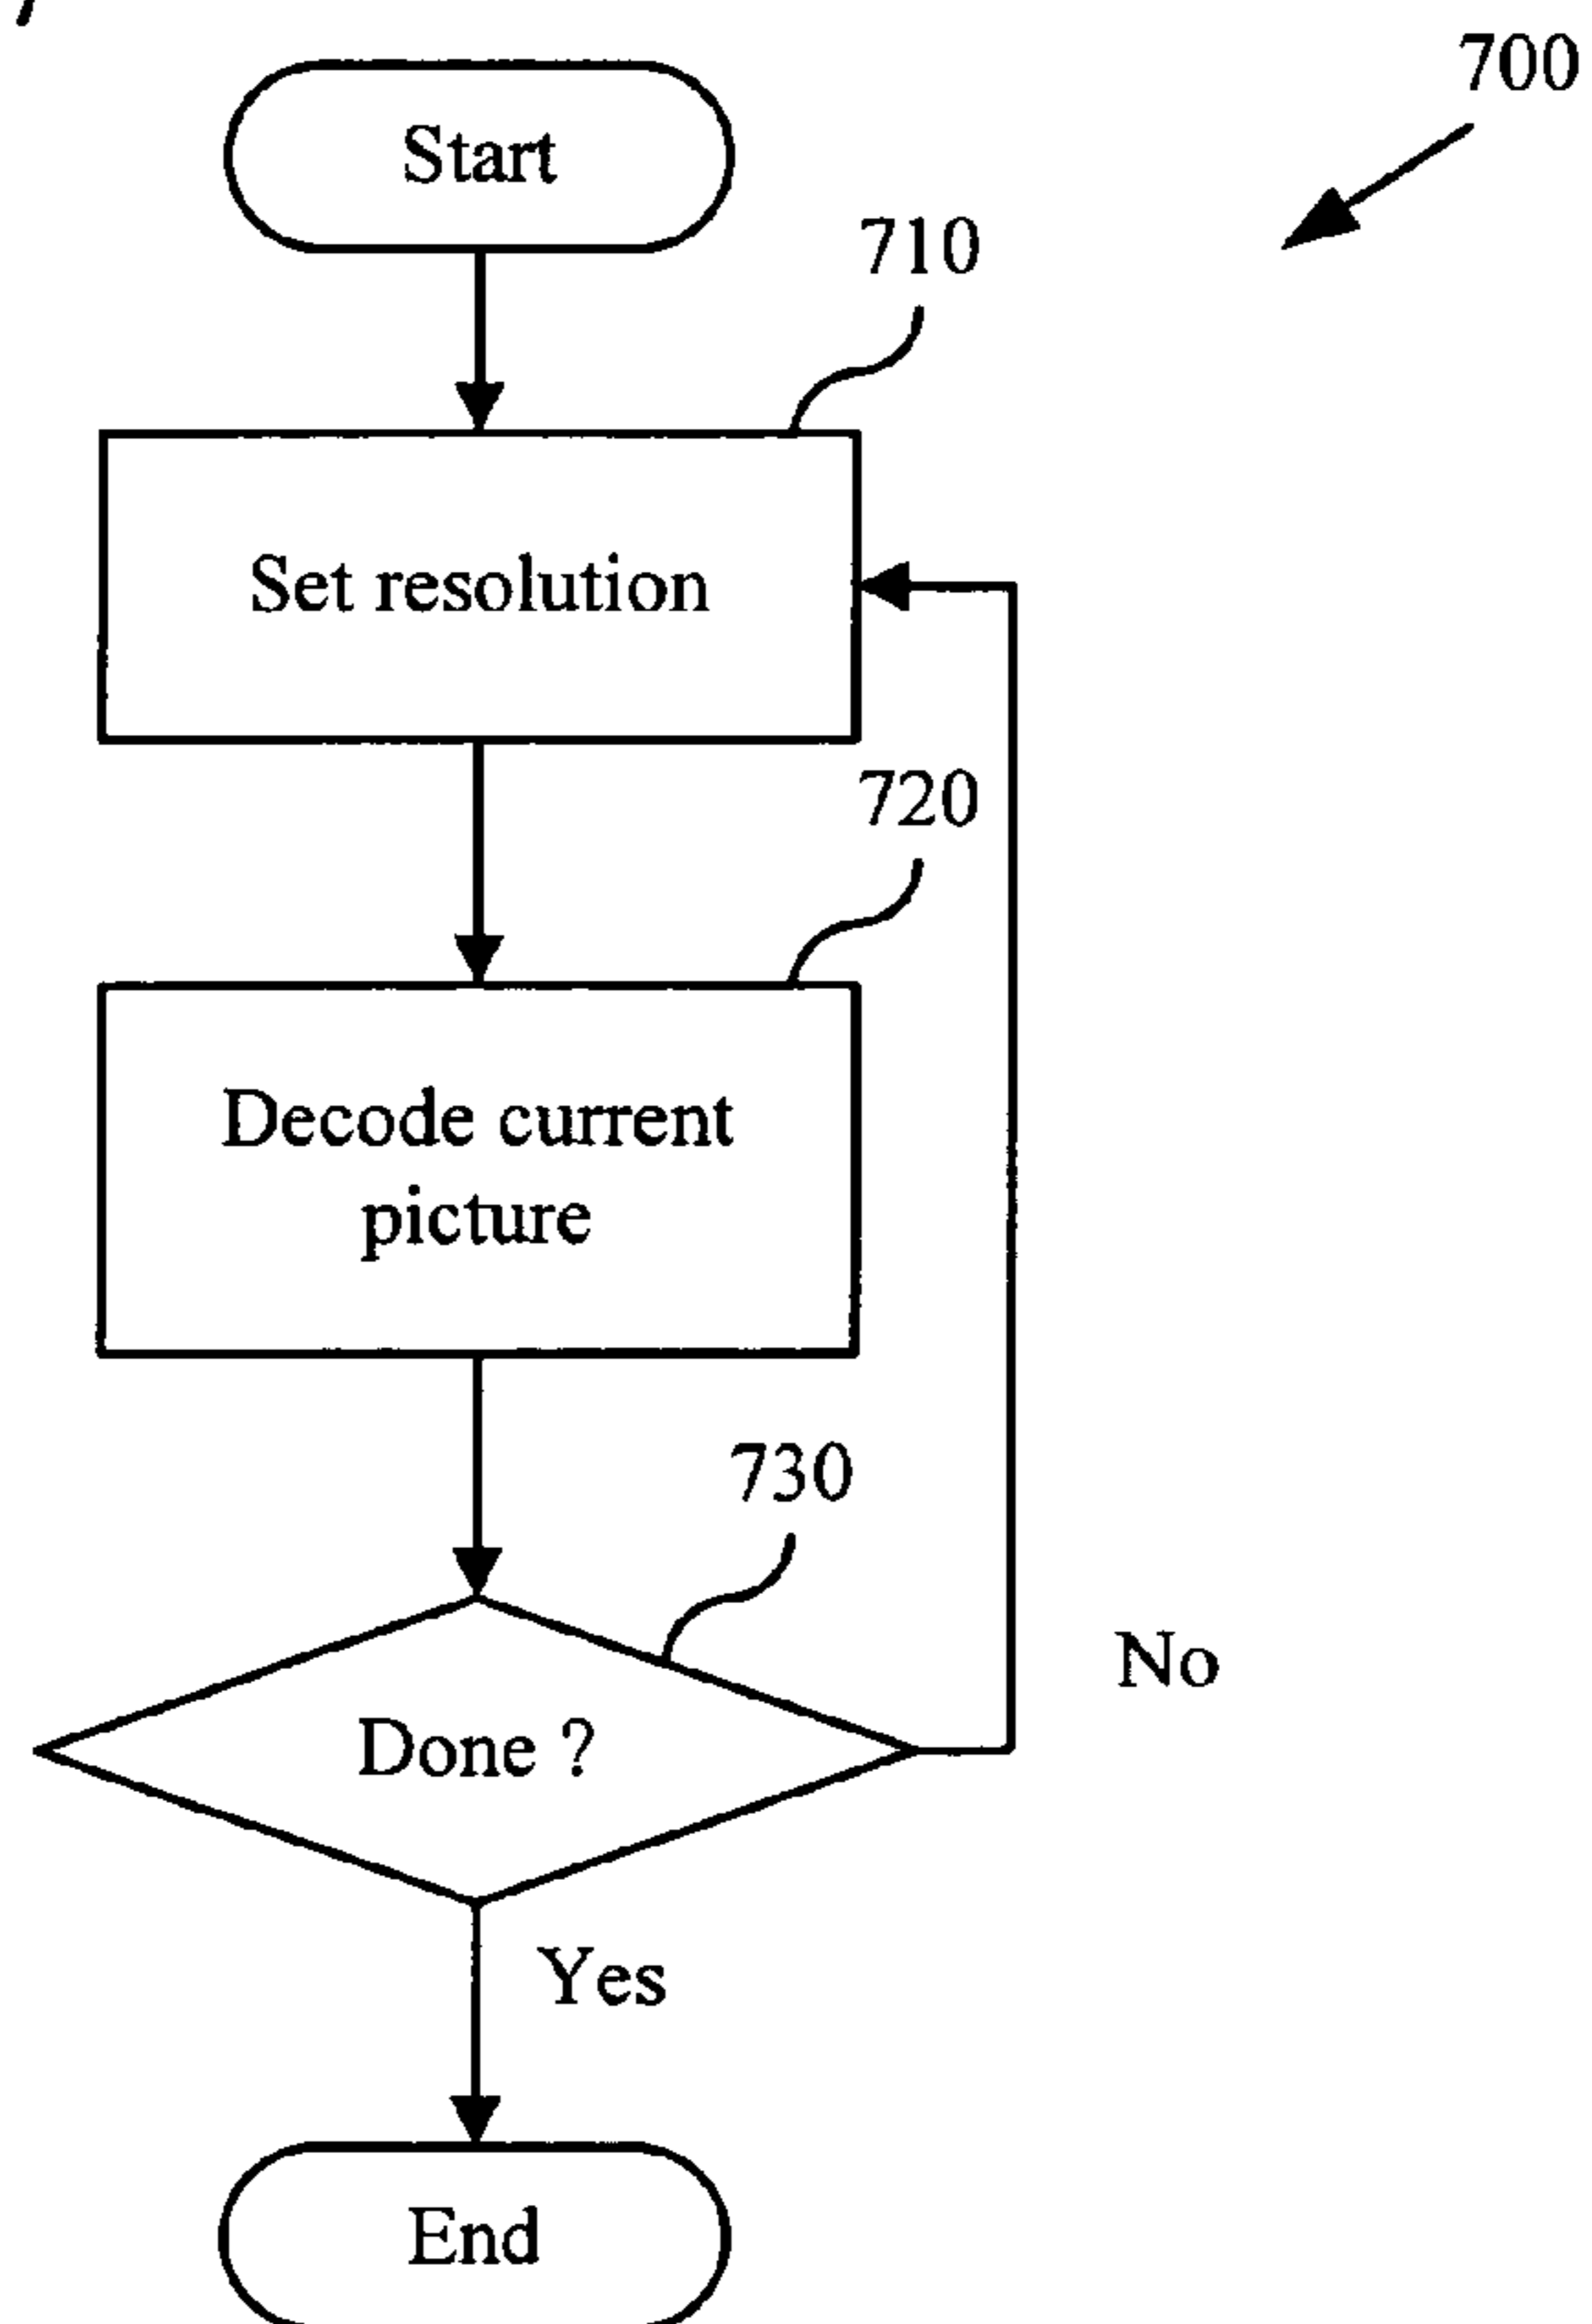 700
Start
710
Set resolution
720
Decode current
picture
730
No
Done ?
Yes
End